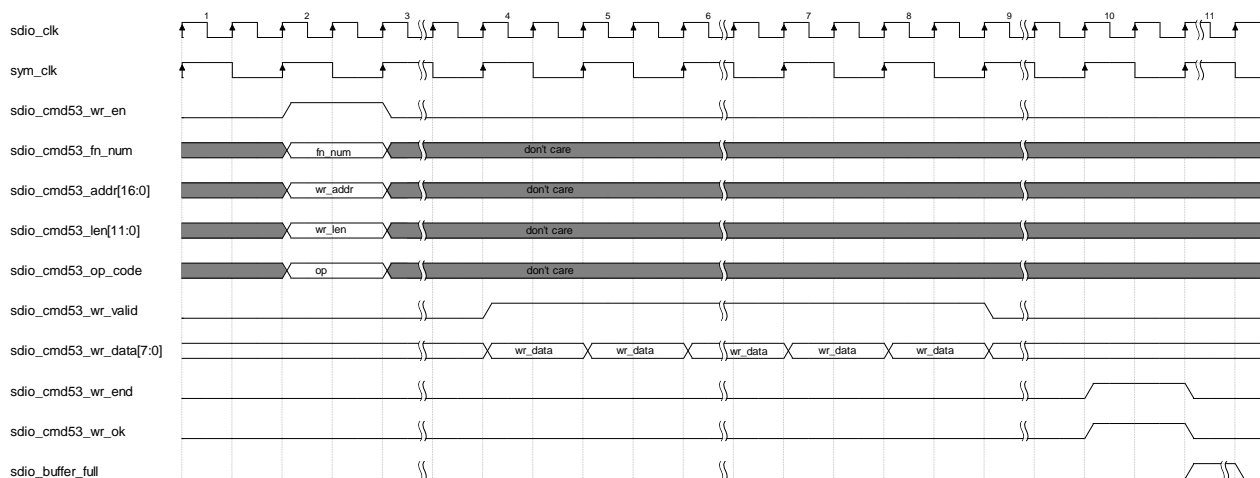 1 2 3 4 5 6 7 8 9 10 11
sdio_clk
sym_clk
sdio_cmd53_wr_en
sdio_cmd53_fn_num fn_num don't care
sdio_cmd53_addr[16:0] wr_addr don't care
sdio_cmd53_len[11:0] wr_len don't care
sdio_cmd53_op_code op don't care
sdio_cmd53_wr_valid
sdio_cmd53_wr_data[7:0] wr_data wr_data wr_data wr_data wr_data
sdio_cmd53_wr_end
sdio_cmd53_wr_ok
sdio_buffer_full